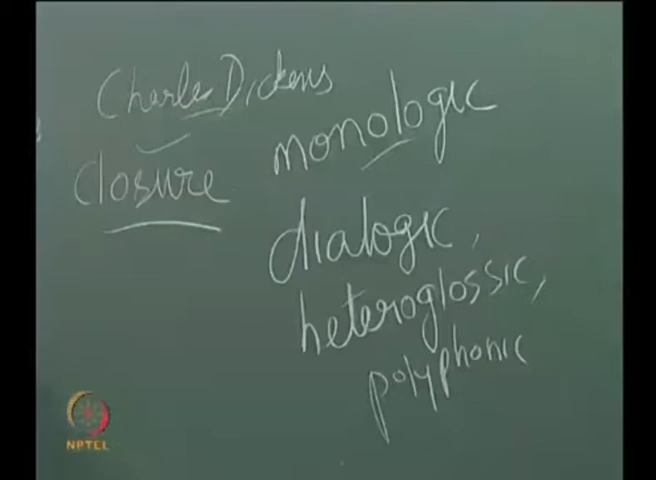 Charles Dickens
closure
monologic
dialogic,
heteroglossic,
polyphonic
NPTEL